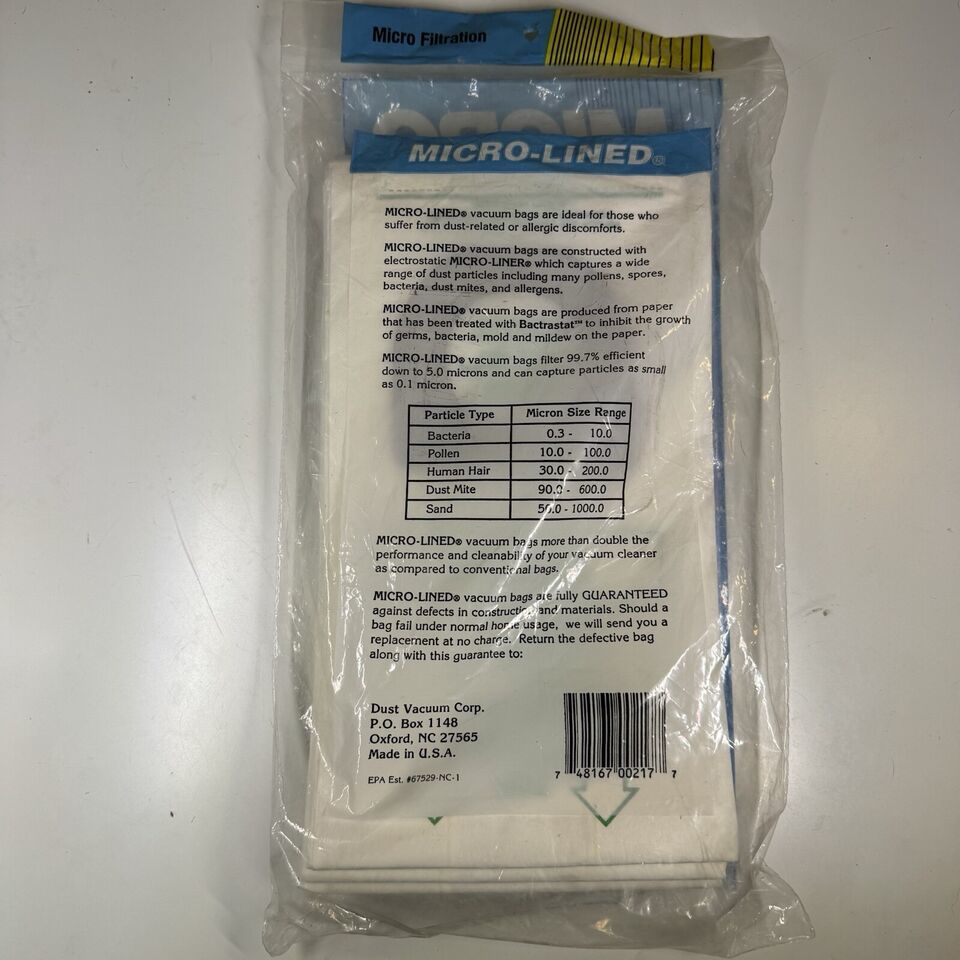 Micro Filtration
MICRO-LINED®
MICRO-LINED® vacuum bags are ideal for those who
suffer from dust-related or allergic discomforts.
MICRO-LINED® vacuum bags are constructed with
electrostatic MICRO-LINER® which captures a wide
range of dust particles including many pollens, spores,
bacteria, dust mites, and allergens.
MICRO-LINED® vacuum bags are produced from paper
that has been treated with Bactrastat™ to inhibit the growth
of germs, bacteria, mold and mildew on the paper.
MICRO-LINED® vacuum bags filter 99.7% efficient
down to 5.0 microns and can capture particles as small
as 0.1 micron.
Particle Type Micron Size Range
Bacteria 0.3 - 10.0
Pollen 10.0 - 100.0
Human Hair 30.0 - 200.0
Dust Mite 90.0 - 600.0
Sand 50.0 - 1000.0
MICRO-LINED® vacuum bags more than double the
performance and cleanability of your vacuum cleaner
as compared to conventional bags.
MICRO-LINED® vacuum bags are fully GUARANTEED
against defects in construction and materials. Should a
bag fail under normal home usage, we will send you a
replacement at no charge. Return the defective bag
along with this guarantee to:
Dust Vacuum Corp.
P.O. Box 1148
Oxford, NC 27565
Made in U.S.A.
EPA Est. #67529-NC-1
7 48167 00217 7